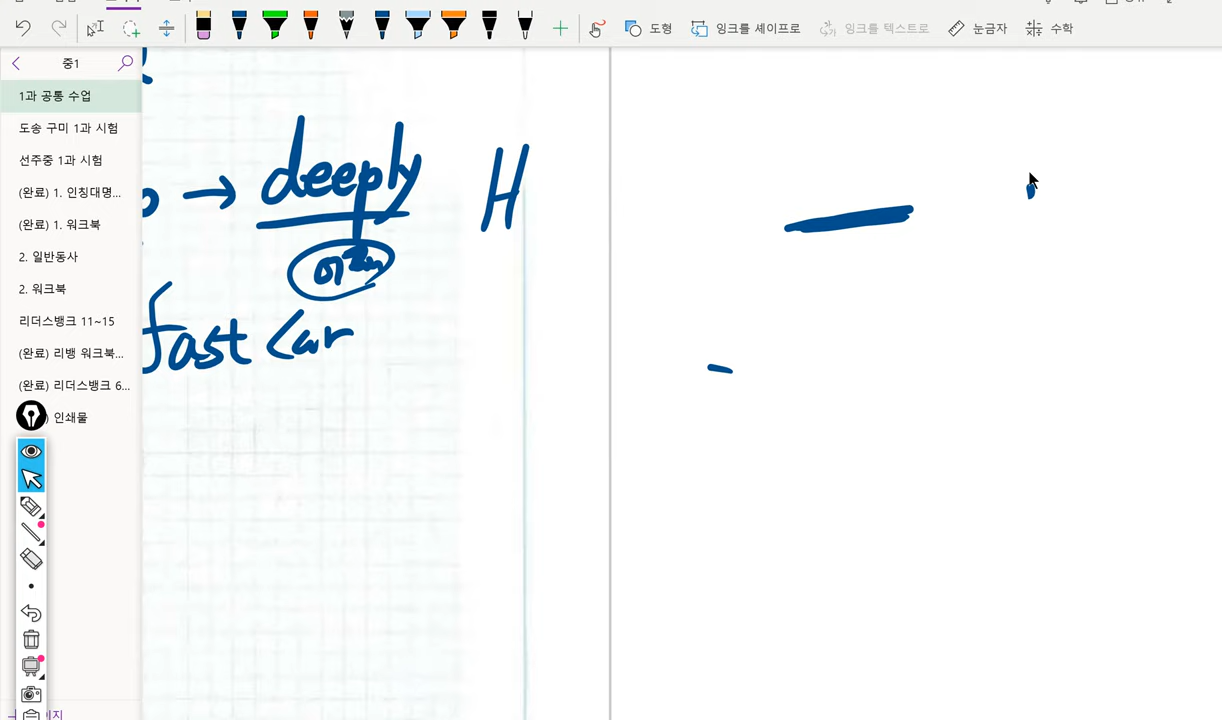 도형
잉크를 셰이프로
잉크를 텍스트로
눈금자
수학
중1
1과 공통 수업
도송 구미 1과 시험
선주중 1과 시험
(완료) 1. 인칭대명...
(완료) 1. 워크북
2. 일반동사
2. 워크북
리더스뱅크 11~15
(완료) 리뱅 워크북...
(완료) 리더스뱅크 6...
인쇄물
→ deeply H
fast car